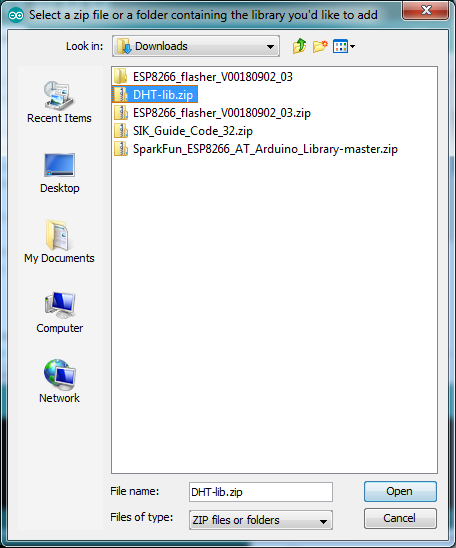 Select a zip file or a folder containing the library you'd like to add
Look in: Downloads
ESP8266_flasher_V00180902_03
DHT-lib.zip
ESP8266_flasher_V00180902_03.zip
SIK_Guide_Code_32.zip
SparkFun_ESP8266_AT_Arduino_Library-master.zip
Recent Items
Desktop
My Documents
Computer
Network
File name: DHT-lib.zip Open
Files of type: ZIP files or folders Cancel